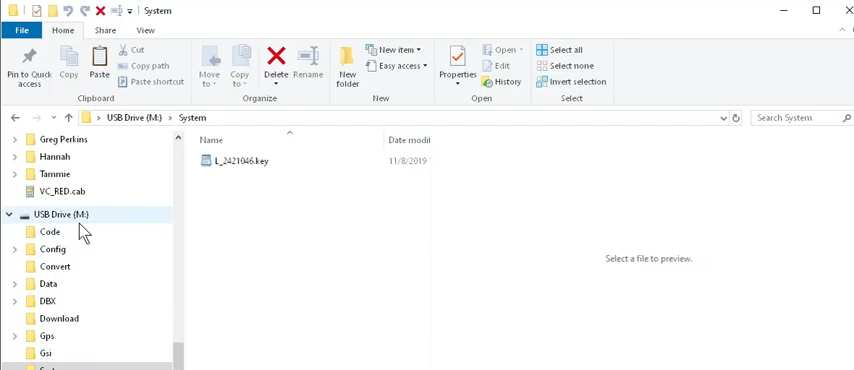 System
File Home Share View
Pin to Quick access
Copy
Paste
Cut
Copy path
Paste shortcut
Clipboard
Move to
Copy to
Delete
Rename
Organize
New folder
New item
Easy access
New
Properties
Open
Edit
History
Open
Select all
Select none
Invert selection
Select
USB Drive (M:) › System
Search System
Greg Perkins
Hannah
Tammie
VC_RED.cab
USB Drive (M:)
Code
Config
Convert
Data
DBX
Download
Gps
Gsi
Name Date modif
L_2421046.key 11/8/2019
Select a file to preview.